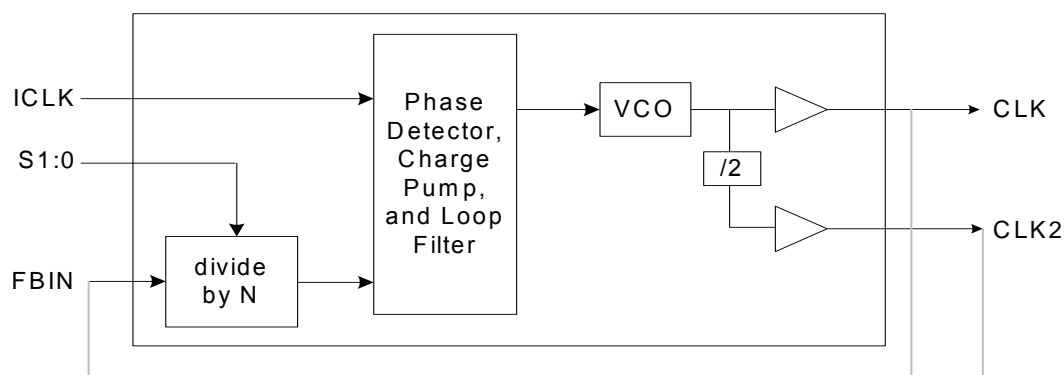 ICLK
S1:0
FBIN
divide
by N
Phase
Detector,
Charge
Pump,
and Loop
Filter
VCO
/2
CLK
CLK2